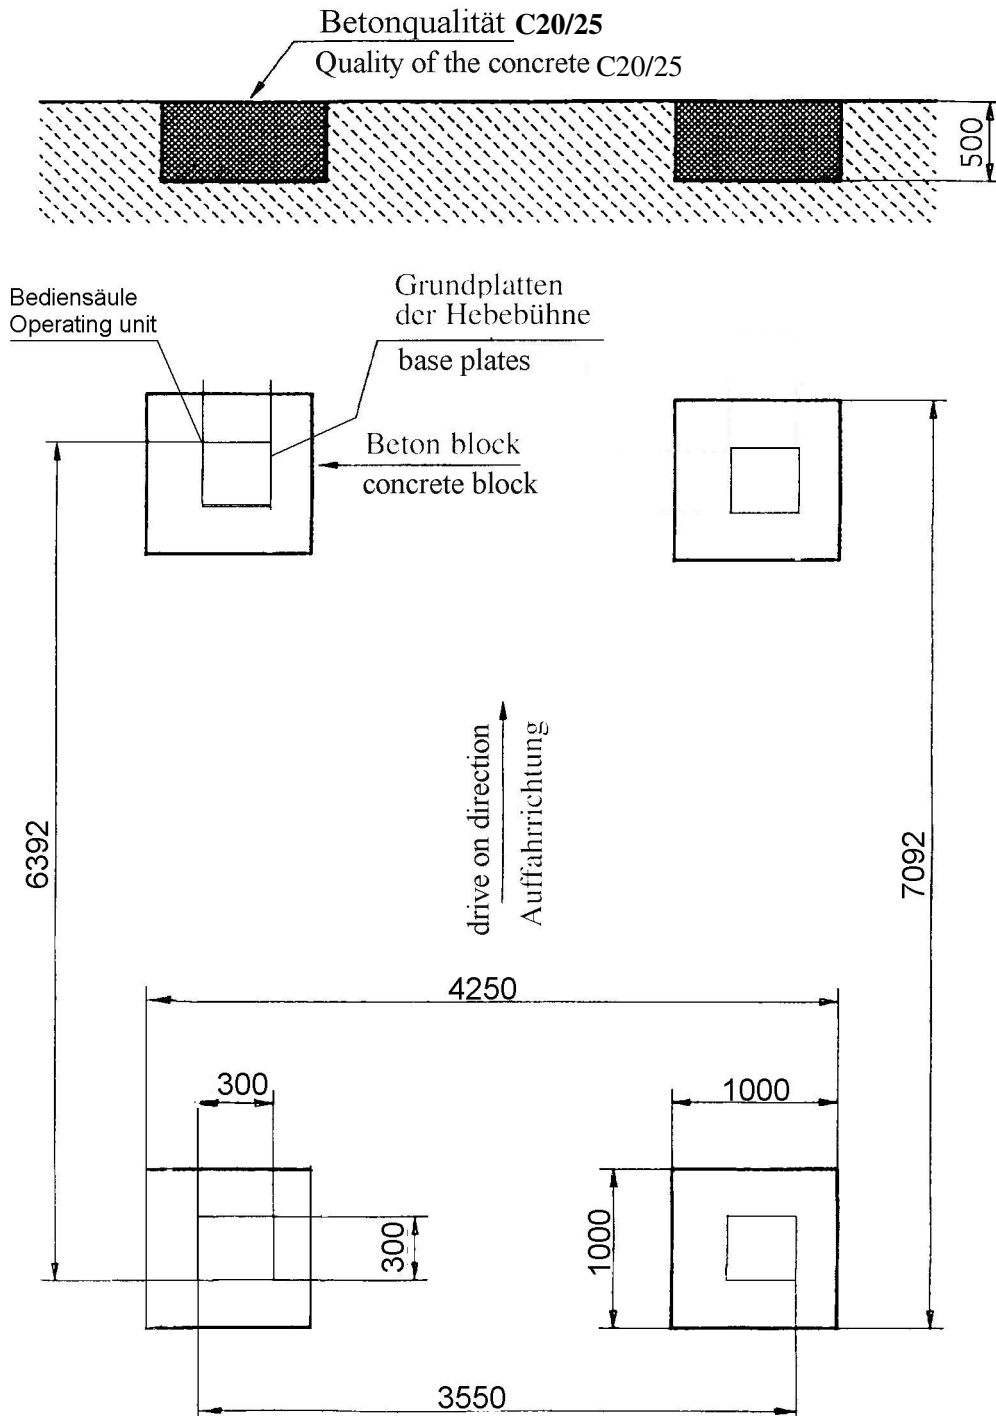 Betonqualität C20/25
Quality of the concrete C20/25
500
Bediensäule
Operating unit
Grundplatten
der Hebebühne
base plates
Beton block
concrete block
drive on direction
Auffahrrichtung
6392
7092
4250
300
1000
300
1000
3550